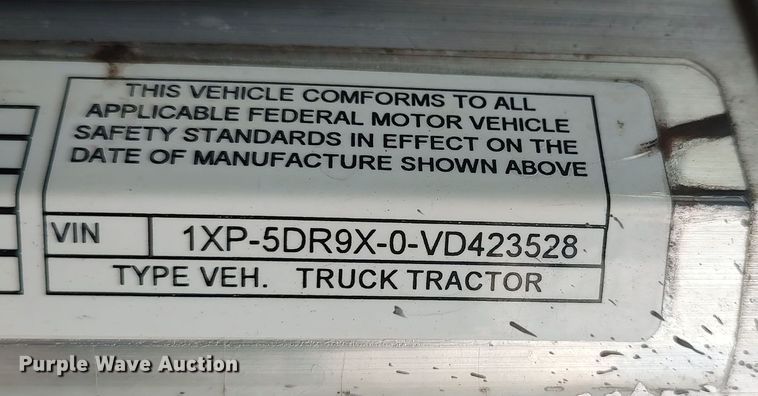 THIS VEHICLE COMFORMS TO ALL
APPLICABLE FEDERAL MOTOR VEHICLE
SAFETY STANDARDS IN EFFECT ON THE
DATE OF MANUFACTURE SHOWN ABOVE
VIN 1XP-5DR9X-0-VD423528
TYPE VEH. TRUCK TRACTOR
Purple Wave Auction